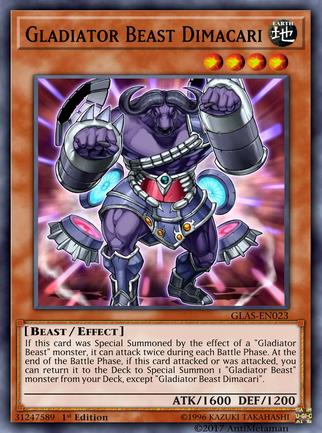 GLADIATOR BEAST DIMACARI
EARTH
地
GLAS-EN023
[BEAST / EFFECT]
If this card was Special Summoned by the effect of a "Gladiator
Beast" monster, it can attack twice during each Battle Phase. At the
end of the Battle Phase, if this card attacked or was attacked, you
can return it to the Deck to Special Summon 1 "Gladiator Beast"
monster from your Deck, except "Gladiator Beast Dimacari".
ATK/1600 DEF/1200
31247589 1st Edition ©1996 KAZUKI TAKAHASHI
©2017 AntiMetaman